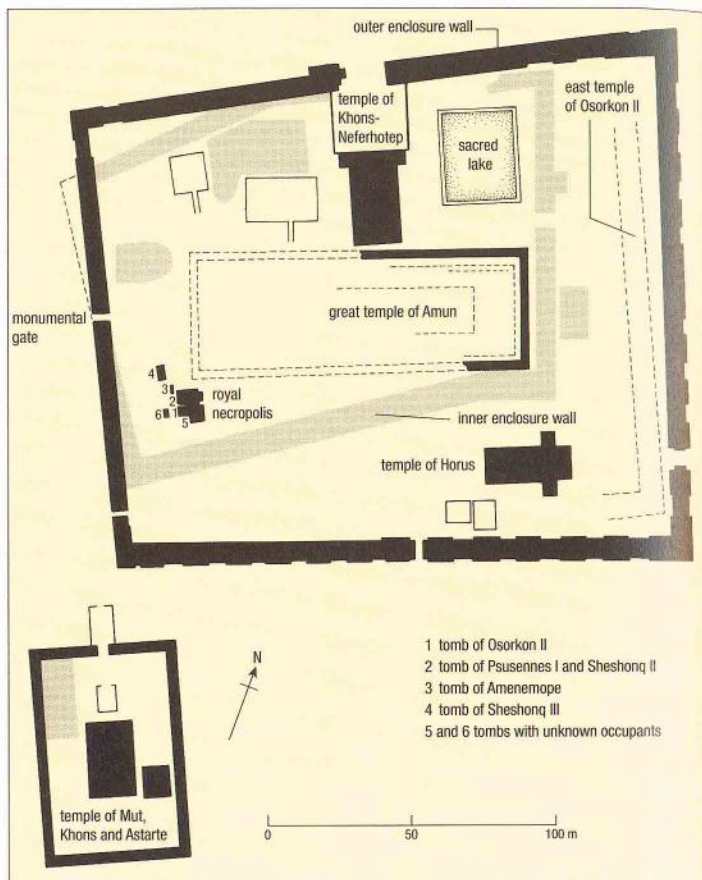 outer enclosure wall
temple of
Khons-
Neferhotep
sacred
lake
east temple
of Osorkon II
great temple of Amun
monumental
gate
4
3
2
6
1
5
royal
necropolis
inner enclosure wall
temple of Horus
N
1 tomb of Osorkon II
2 tomb of Psusennes I and Sheshonq II
3 tomb of Amenemope
4 tomb of Sheshonq III
5 and 6 tombs with unknown occupants
temple of Mut,
Khons and Astarte
0
50
100 m